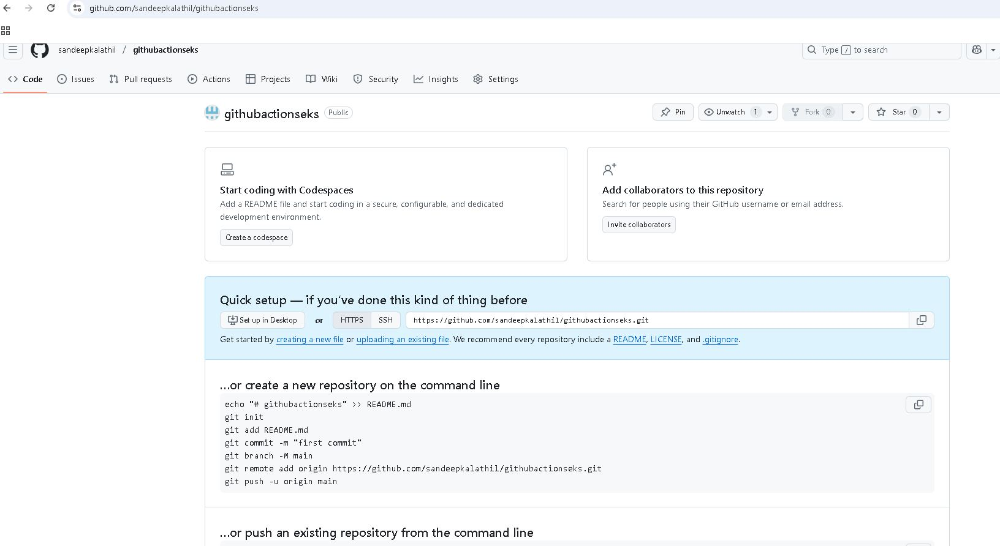 github.com/sandeepkalathil/githubactionseks
sandeepkalathil / githubactionseks
Type / to search
Code Issues Pull requests Actions Projects Wiki Security Insights Settings
githubactionseks Public
Pin Unwatch 1 Fork 0 Star 0
Start coding with Codespaces
Add a README file and start coding in a secure, configurable, and dedicated
development environment.
Create a codespace
Add collaborators to this repository
Search for people using their GitHub username or email address.
Invite collaborators
Quick setup — if you’ve done this kind of thing before
Set up in Desktop or HTTPS SSH https://github.com/sandeepkalathil/githubactionseks.git
Get started by creating a new file or uploading an existing file. We recommend every repository include a README, LICENSE, and .gitignore.
…or create a new repository on the command line
echo "# githubactionseks" >> README.md
git init
git add README.md
git commit -m "first commit"
git branch -M main
git remote add origin https://github.com/sandeepkalathil/githubactionseks.git
git push -u origin main
…or push an existing repository from the command line